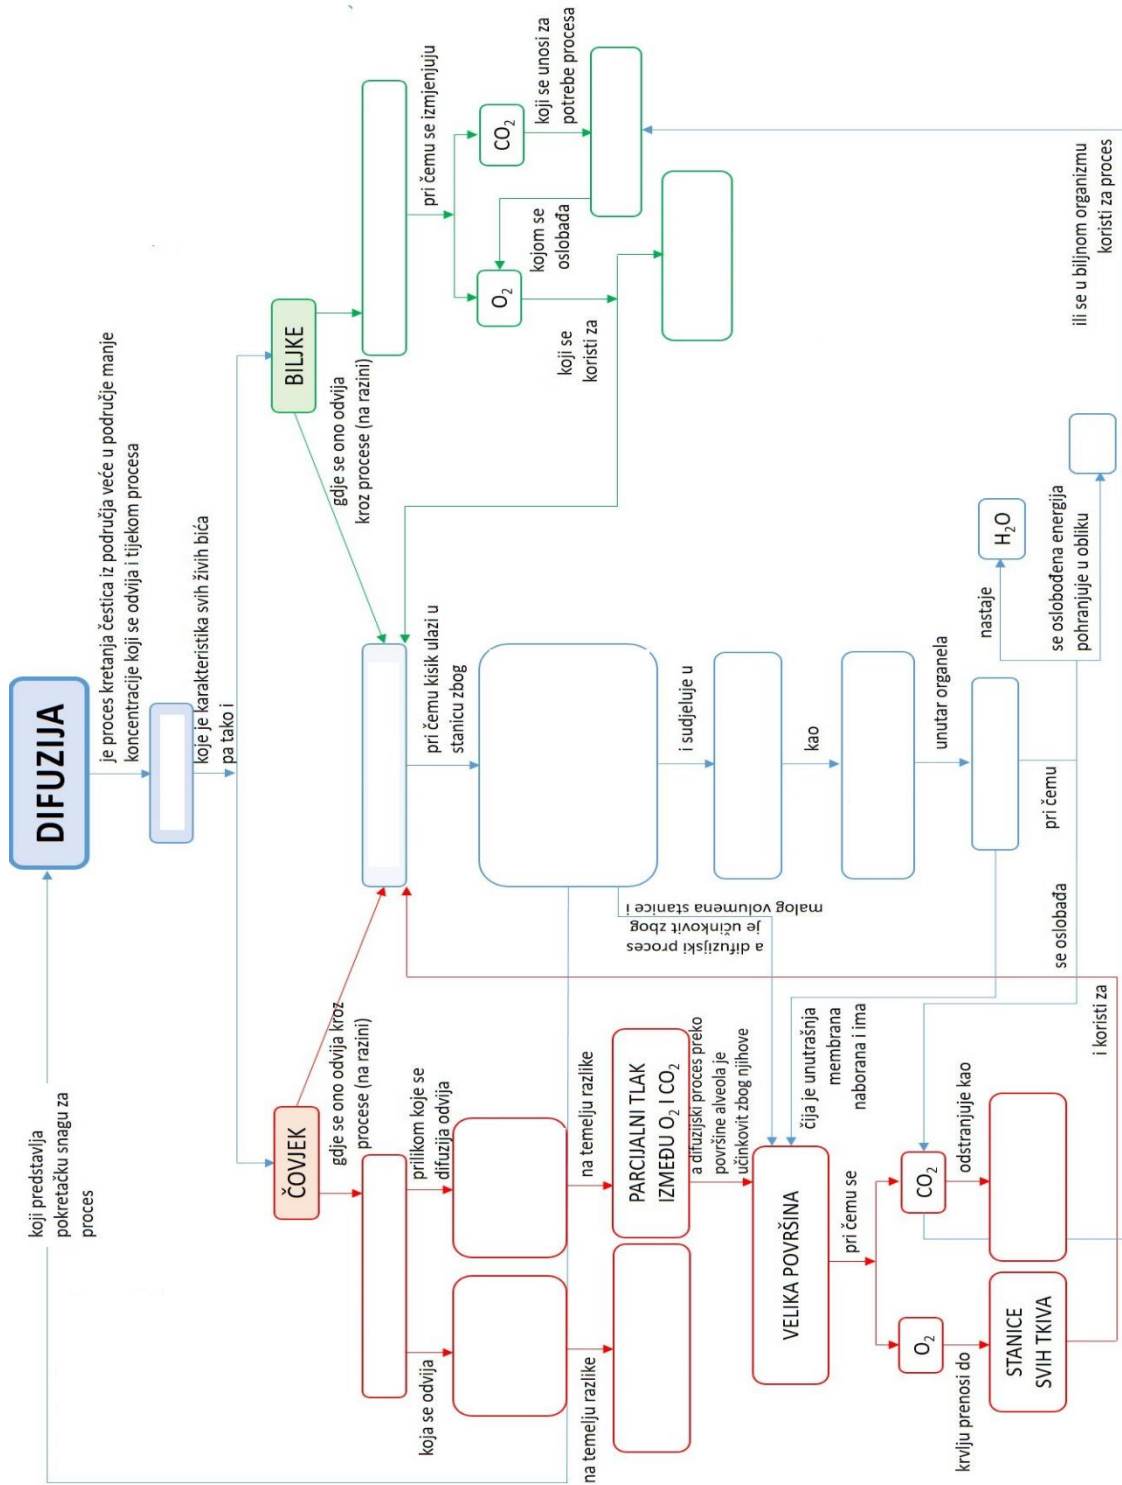 DIFUZIJA
je proces kretanja čestica iz područja veće u područje manje
koncentracije koji se odvija i tijekom procesa
koje je karakteristika svih živih bića
pa tako i
koji predstavlja
pokretačku snagu za
proces
ČOVJEK
BILJKE
gdje se ono odvija kroz
procese (na razini)
gdje se ono odvija
kroz procese (na razini)
koja se odvija
prilikom koje se
difuzija odvija
pri čemu kisik ulazi u
stanicu zbog
pri čemu se izmjenjuju
O2
CO2
kojom se
oslobađa
koji se unosi za
potrebe procesa
koji se
koristi za
na temelju razlike
na temelju razlike
a difuzijski proces
je učinkovit zbog
malog volumena stanice i
i sudjeluje u
PARCIJALNI TLAK
IZMEĐU O2 I CO2
a difuzijski proces preko
površine alveola je
učinkovit zbog njihove
kao
VELIKA POVRŠINA
čija je unutrašnja
membrana
naborana i ima
unutar organela
pri čemu se
pri čemu
nastaje
H2O
O2
CO2
se oslobađa
se oslobođena energija
pohranjuje u obliku
krvlju prenosi do
odstranjuje kao
STANICE
SVIH TKIVA
i koristi za
ili se u biljnom organizmu
koristi za proces